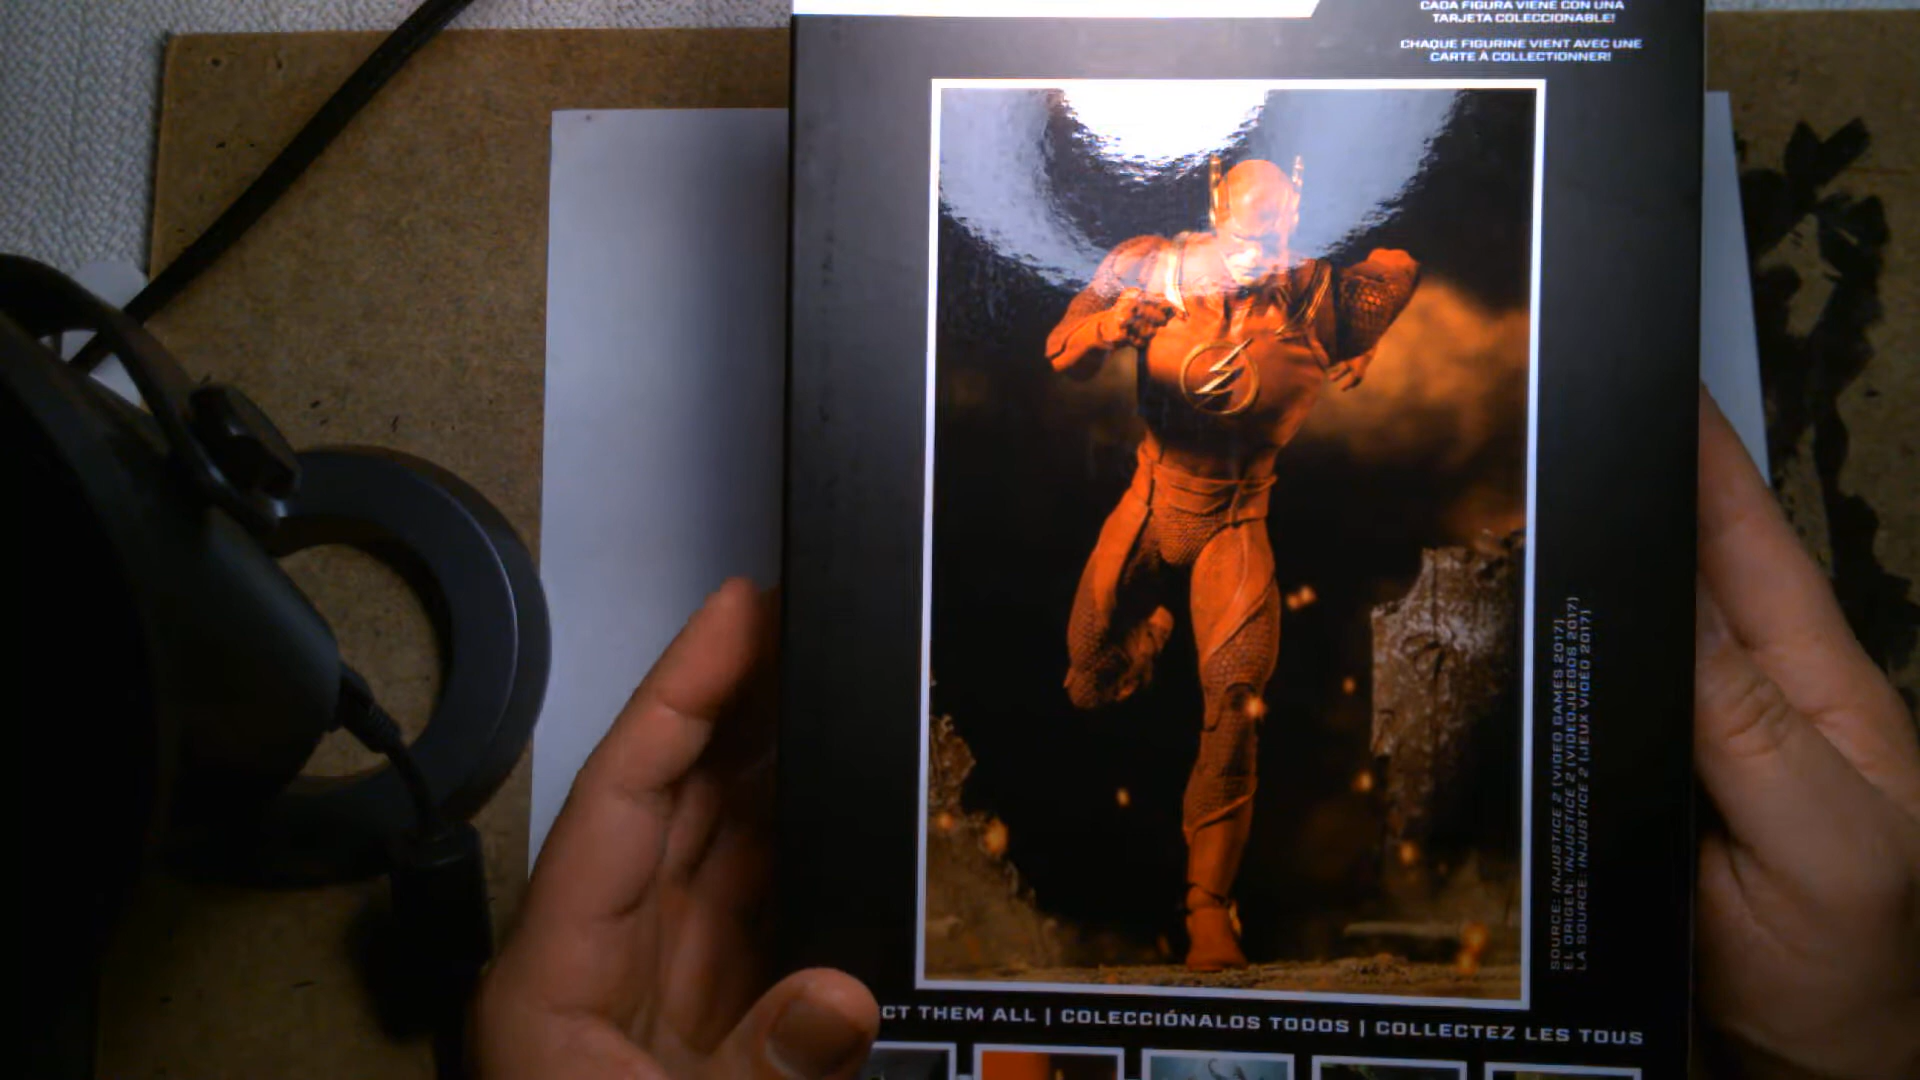 CADA FIGURA VIENE CON UNA
TARJETA COLECCIONABLE!
CHAQUE FIGURINE VIENT AVEC UNE
CARTE À COLLECTIONNER!
SOURCE: INJUSTICE 2 [VIDEO GAMES 2017]
EL ORIGEN: INJUSTICE 2 [VIDEOJUEGOS 2017]
LA SOURCE: INJUSTICE 2 [JEUX VIDÉO 2017]
CT THEM ALL | COLECCIÓNALOS TODOS | COLLECTEZ LES TOUS